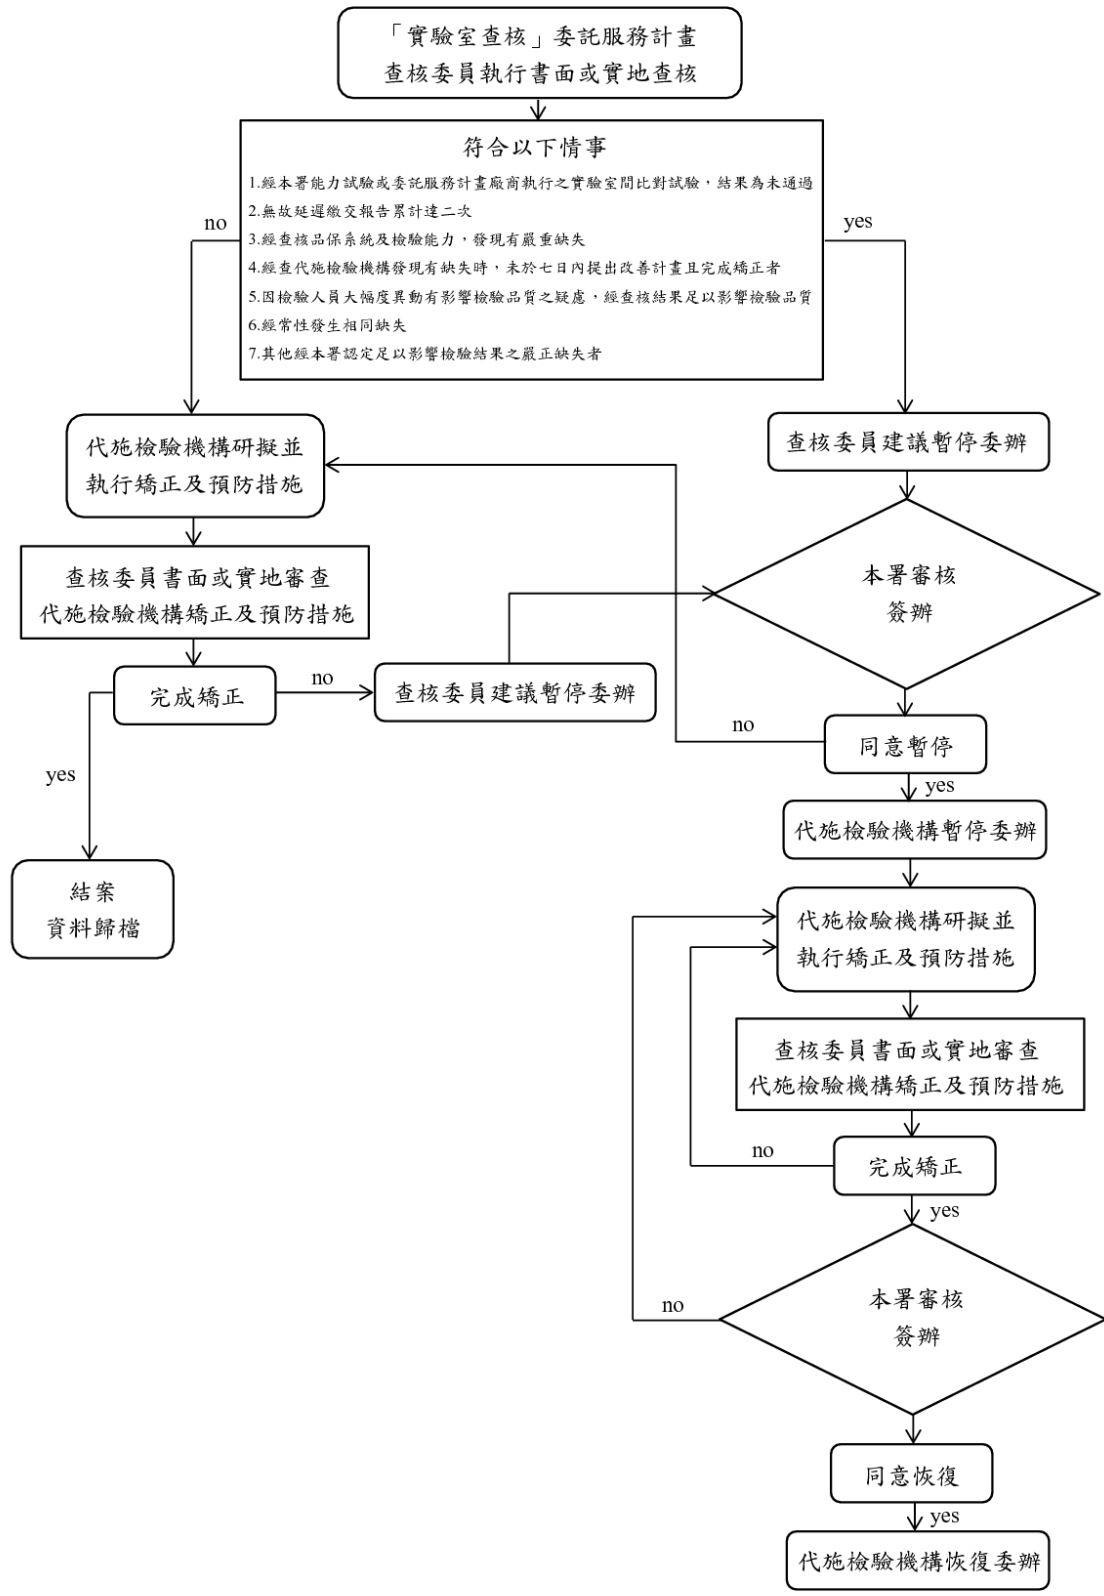 「實驗室查核」委託服務計畫
查核委員執行書面或實地查核
符合以下情事
1.經本署能力試驗或委託服務計畫廠商執行之實驗室間比對試驗，結果為未通過
2.無故延遲繳交報告累計達二次
3.經查核品保系統及檢驗能力，發現有嚴重缺失
4.經查代施檢驗機構發現有缺失時，未於七日內提出改善計畫且完成矯正者
5.因檢驗人員大幅度異動有影響檢驗品質之疑慮，經查核結果足以影響檢驗品質
6.經常性發生相同缺失
7.其他經本署認定足以影響檢驗結果之嚴正缺失者
no
yes
代施檢驗機構研擬並
執行矯正及預防措施
查核委員建議暫停委辦
查核委員書面或實地審查
代施檢驗機構矯正及預防措施
本署審核
簽辦
完成矯正
no
查核委員建議暫停委辦
yes
no
同意暫停
yes
代施檢驗機構暫停委辦
結案
資料歸檔
代施檢驗機構研擬並
執行矯正及預防措施
查核委員書面或實地審查
代施檢驗機構矯正及預防措施
no
完成矯正
yes
no
本署審核
簽辦
同意恢復
yes
代施檢驗機構恢復委辦